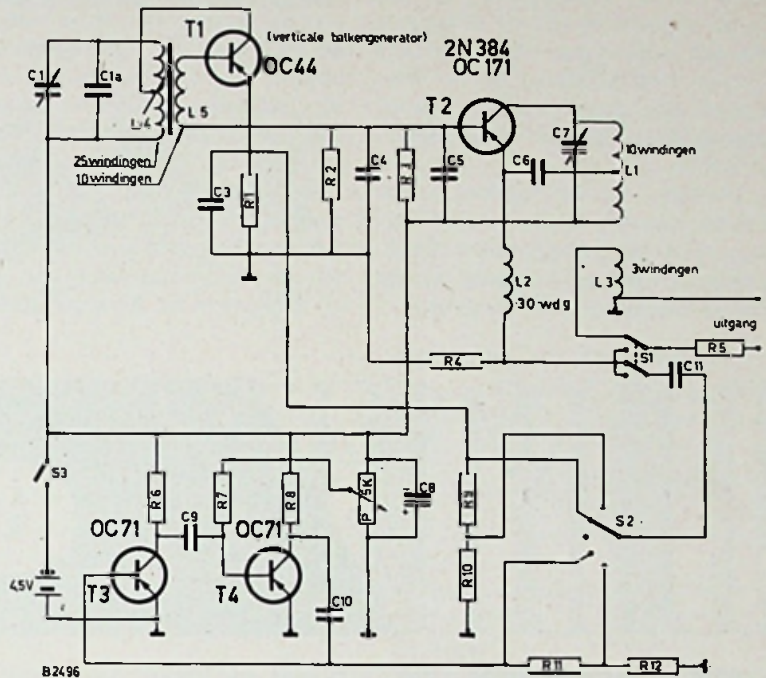 T1
(verticale balkengenerator)
OC44
2N384
OC171
C1
C1a
L4
L5
T2
C7
10windingen
L1
C6
25windingen
10windingen
C3
R1
R2
C4
R3
C5
L2
30 wdg
L3
3windingen
uitgang
R4
S1
R5
C11
S3
R6
R7
R8
P/5K
C8
R9
S2
C9
OC71
OC71
R10
4,5V
T3
T4
C10
R11
R12
B2496